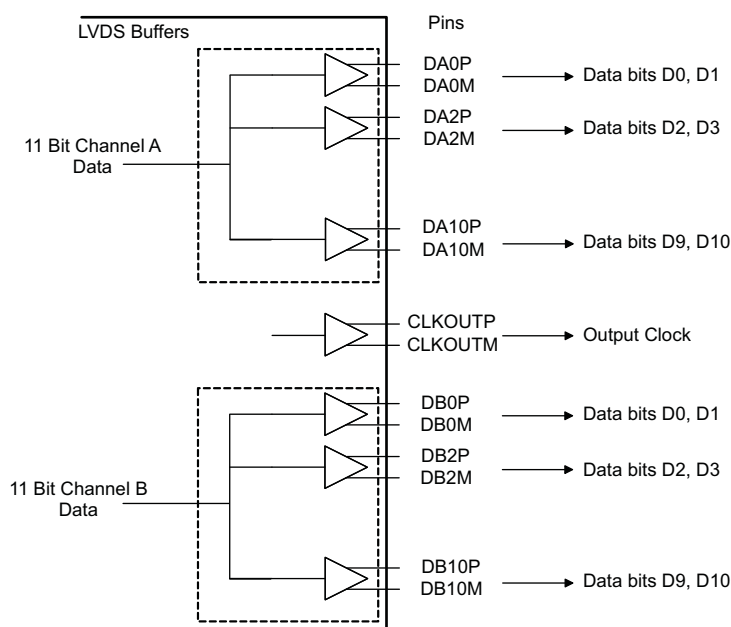 LVDS Buffers
Pins
11 Bit Channel A
Data
DA0P
DA0M
Data bits D0, D1
DA2P
DA2M
Data bits D2, D3
DA10P
DA10M
Data bits D9, D10
CLKOUTP
CLKOUTM
Output Clock
11 Bit Channel B
Data
DB0P
DB0M
Data bits D0, D1
DB2P
DB2M
Data bits D2, D3
DB10P
DB10M
Data bits D9, D10